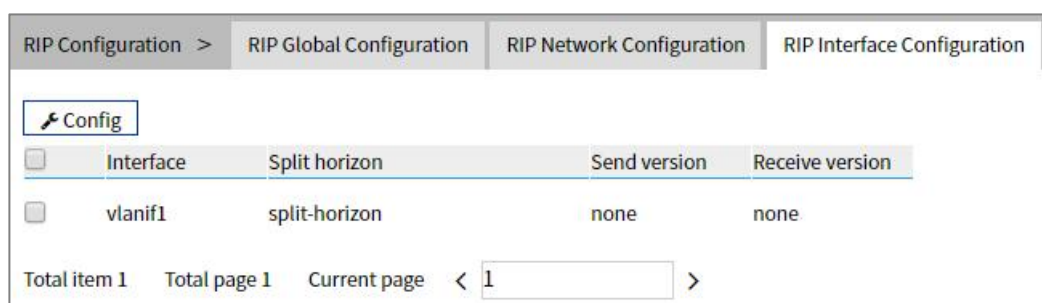 RIP Configuration > RIP Global Configuration RIP Network Configuration RIP Interface Configuration
Config
Interface Split horizon Send version Receive version
vlanif1 split-horizon none none
Total item 1 Total page 1 Current page < 1 >